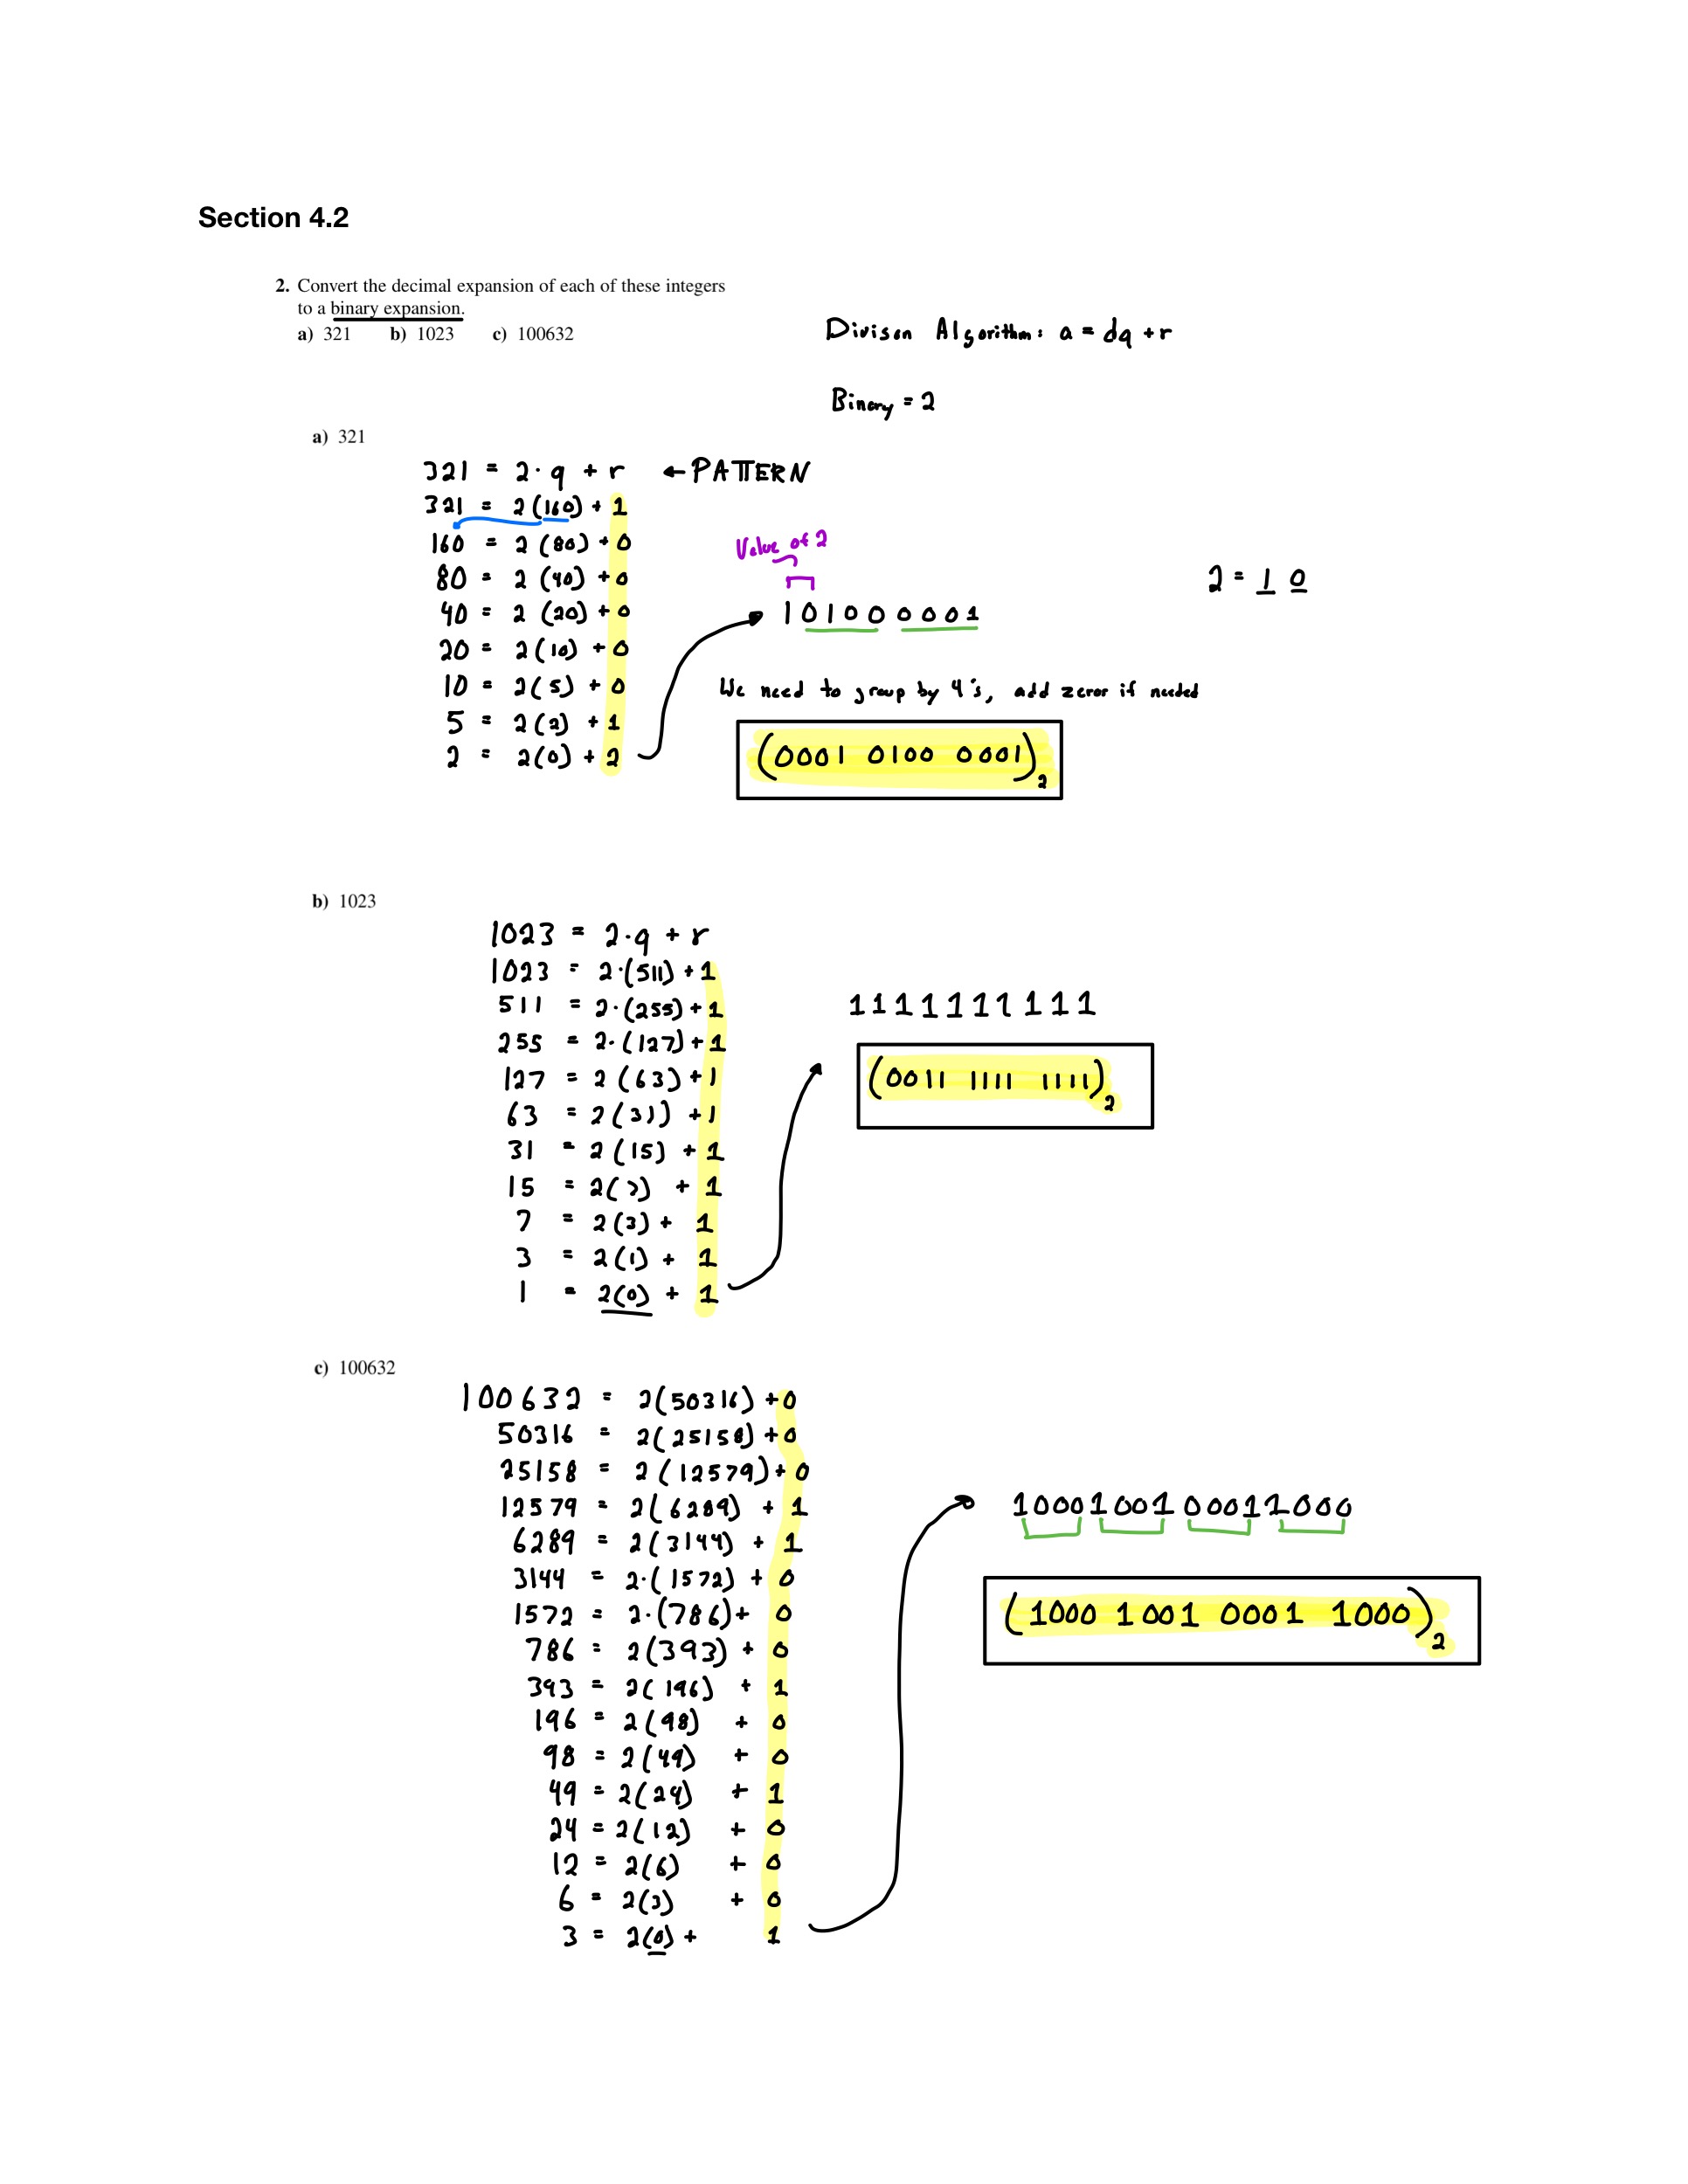 Section 4.2
2. Convert the decimal expansion of each of these integers
to a binary expansion.
a) 321 b) 1023 c) 100632
Divison Algorithm: a = dq + r
Binary = 2
a) 321
321 = 2·q + r ← PATTERN
321 = 2(160) + 1
160 = 2(80) + 0
80 = 2(40) + 0
40 = 2(20) + 0
20 = 2(10) + 0
10 = 2(5) + 0
5 = 2(2) + 1
2 = 2(0) + 2
Value of 2
101000001
2 = 1 0
We need to group by 4's, add zeros if needed
(0001 0100 0001)2
b) 1023
1023 = 2·q + r
1023 = 2·(511) + 1
511 = 2·(255) + 1
255 = 2·(127) + 1
127 = 2(63) + 1
63 = 2(31) + 1
31 = 2(15) + 1
15 = 2(7) + 1
7 = 2(3) + 1
3 = 2(1) + 1
1 = 2(0) + 1
1111111111
(0011 1111 1111)2
c) 100632
100632 = 2(50316) + 0
50316 = 2(25158) + 0
25158 = 2(12579) + 0
12579 = 2(6289) + 1
6289 = 2(3144) + 1
3144 = 2·(1572) + 0
1572 = 2·(786) + 0
786 = 2(393) + 0
393 = 2(196) + 1
196 = 2(98) + 0
98 = 2(49) + 0
49 = 2(24) + 1
24 = 2(12) + 0
12 = 2(6) + 0
6 = 2(3) + 0
3 = 2(0) + 1
1000100100011000
(1000 1001 0001 1000)2